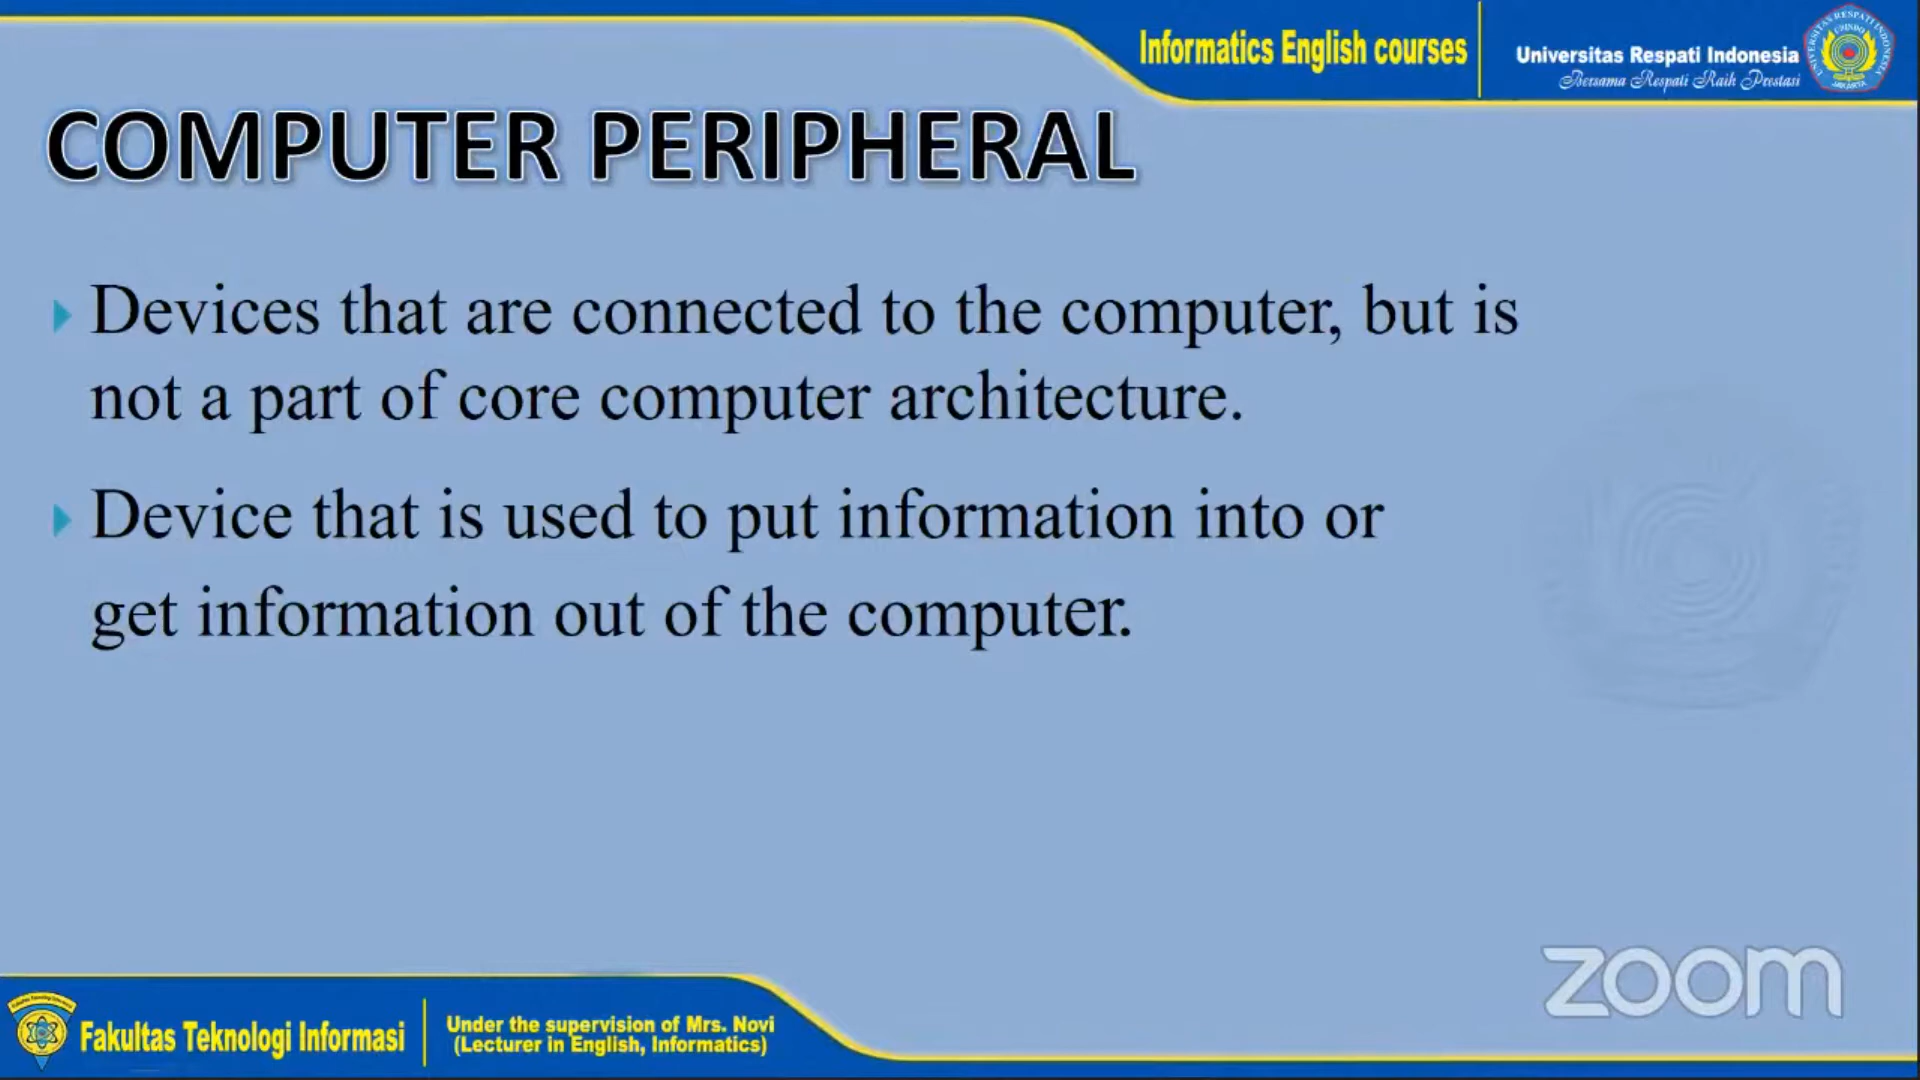 Informatics English courses
Universitas Respati Indonesia
Bersama Respati Raih Prestasi
COMPUTER PERIPHERAL
Devices that are connected to the computer, but is
not a part of core computer architecture.
Device that is used to put information into or
get information out of the computer.
zoom
Fakultas Teknologi Informasi
Under the supervision of Mrs. Novi
(Lecturer in English, Informatics)